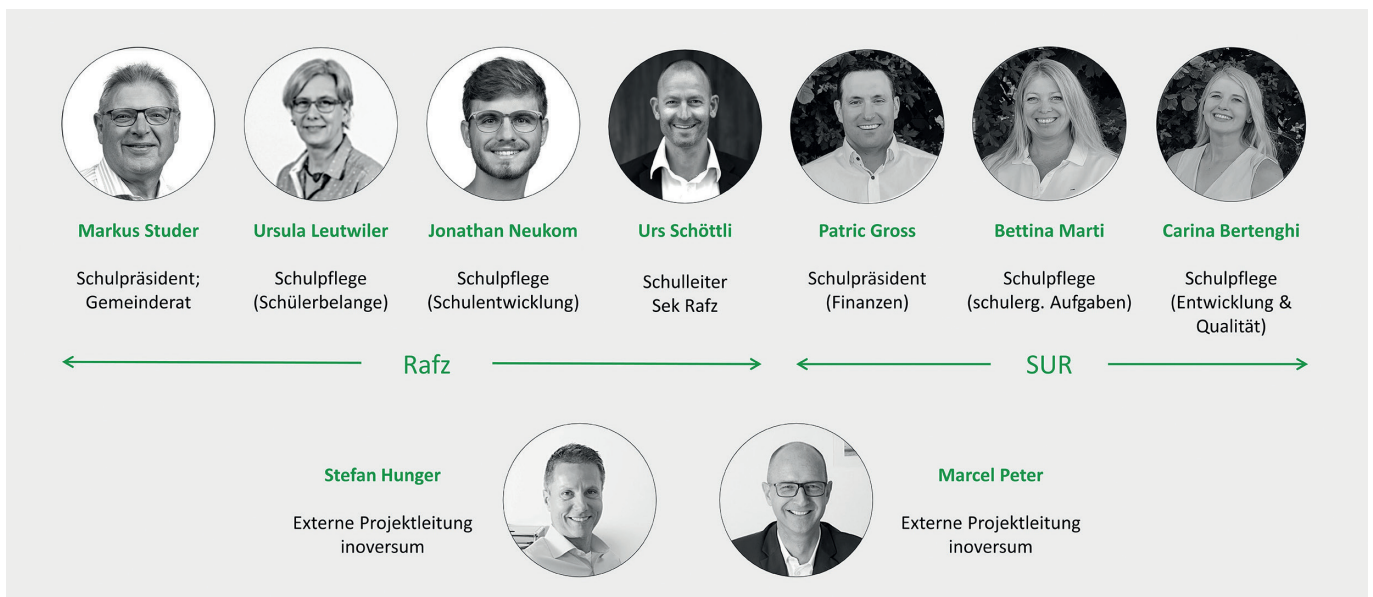 Markus Studer
Ursula Leutwiler
Jonathan Neukom
Urs Schöttli
Patric Gross
Bettina Marti
Carina Bertenghi
Schulpräsident;
Gemeinderat
Schulpflege
(Schülerbelange)
Schulpflege
(Schulentwicklung)
Schulleiter
Sek Rafz
Schulpräsident
(Finanzen)
Schulpflege
(schulerg. Aufgaben)
Schulpflege
(Entwicklung &
Qualität)
Rafz
SUR
Stefan Hunger
Externe Projektleitung
inoversum
Marcel Peter
Externe Projektleitung
inoversum